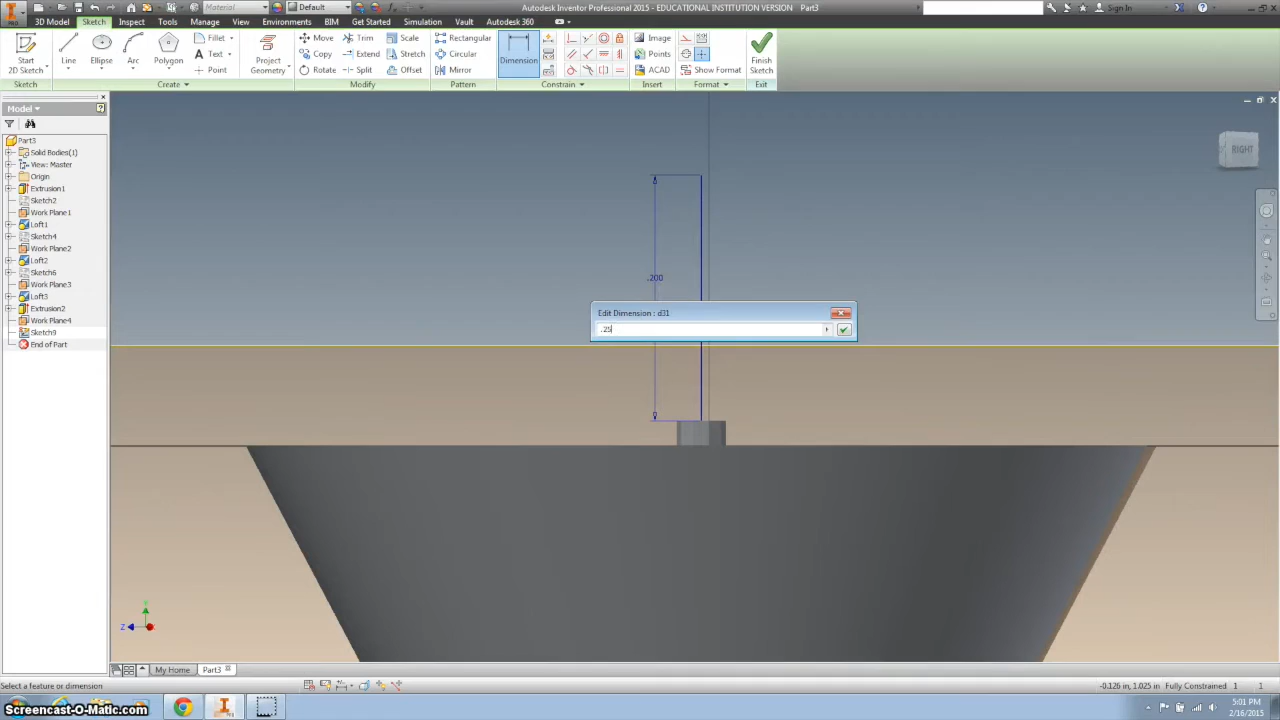 Autodesk Inventor Professional 2015 - EDUCATIONAL INSTITUTION VERSION Part3
Material
Default
Sign In
PRO
3D Model Sketch Inspect Tools Manage View Environments BIM Get Started Simulation Vault Autodesk 360
Start
2D Sketch
Line
Ellipse
Arc
Polygon
Fillet
Text
Point
Project
Geometry
Move
Copy
Rotate
Trim
Extend
Split
Scale
Stretch
Offset
Rectangular
Circular
Mirror
Dimension
Image
Points
ACAD
Show Format
Finish
Sketch
Sketch Create Modify Pattern Constrain Insert Format Exit
Model
Part3
Solid Bodies(1)
View: Master
Origin
Extrusion1
Sketch2
Work Plane1
Loft1
Sketch4
Work Plane2
Loft2
Sketch6
Work Plane3
Loft3
Extrusion2
Work Plane4
Sketch9
End of Part
RIGHT
.200
Edit Dimension : d31
.25
Z
My Home Part3
Select a feature or dimension
-0.126 in, 1.025 in Fully Constrained 1 1
Screencast-O-Matic.com
5:01 PM
2/16/2015